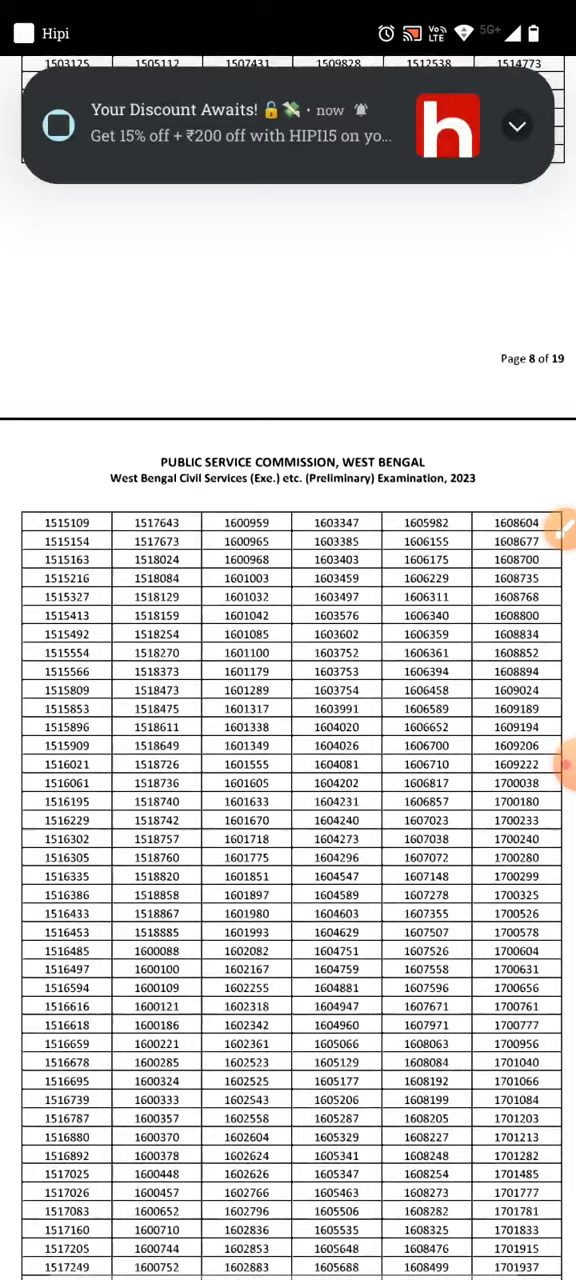 Hipi
Vo)) LTE 5G+
1503125 1505112 1507431 1509828 1512538 1514773
Your Discount Awaits! 🔓💸 • now
Get 15% off + ₹200 off with HIPI15 on yo...
h
Page 8 of 19
PUBLIC SERVICE COMMISSION, WEST BENGAL
West Bengal Civil Services (Exe.) etc. (Preliminary) Examination, 2023
1515109 1517643 1600959 1603347 1605982 1608604
1515154 1517673 1600965 1603385 1606155 1608677
1515163 1518024 1600968 1603403 1606175 1608700
1515216 1518084 1601003 1603459 1606229 1608735
1515327 1518129 1601032 1603497 1606311 1608768
1515413 1518159 1601042 1603576 1606340 1608800
1515492 1518254 1601085 1603602 1606359 1608834
1515554 1518270 1601100 1603752 1606361 1608852
1515566 1518373 1601179 1603753 1606394 1608894
1515809 1518473 1601289 1603754 1606458 1609024
1515853 1518475 1601317 1603991 1606589 1609189
1515896 1518611 1601338 1604020 1606652 1609194
1515909 1518649 1601349 1604026 1606700 1609206
1516021 1518726 1601555 1604081 1606710 1609222
1516061 1518736 1601605 1604202 1606817 1700038
1516195 1518740 1601633 1604231 1606857 1700180
1516229 1518742 1601670 1604240 1607023 1700233
1516302 1518757 1601718 1604273 1607038 1700240
1516305 1518760 1601775 1604296 1607072 1700280
1516335 1518820 1601851 1604547 1607148 1700299
1516386 1518858 1601897 1604589 1607278 1700325
1516433 1518867 1601980 1604603 1607355 1700526
1516453 1518885 1601993 1604629 1607507 1700578
1516485 1600088 1602082 1604751 1607526 1700604
1516497 1600100 1602167 1604759 1607558 1700631
1516594 1600109 1602255 1604881 1607596 1700656
1516616 1600121 1602318 1604947 1607671 1700761
1516618 1600186 1602342 1604960 1607971 1700777
1516659 1600221 1602361 1605066 1608063 1700956
1516678 1600285 1602523 1605129 1608084 1701040
1516695 1600324 1602525 1605177 1608192 1701066
1516739 1600333 1602543 1605206 1608199 1701084
1516787 1600357 1602558 1605287 1608205 1701203
1516880 1600370 1602604 1605329 1608227 1701213
1516892 1600378 1602624 1605341 1608248 1701282
1517025 1600448 1602626 1605347 1608254 1701485
1517026 1600457 1602766 1605463 1608273 1701777
1517083 1600652 1602796 1605506 1608282 1701781
1517160 1600710 1602836 1605535 1608325 1701833
1517205 1600744 1602853 1605648 1608476 1701915
1517249 1600752 1602883 1605688 1608499 1701937